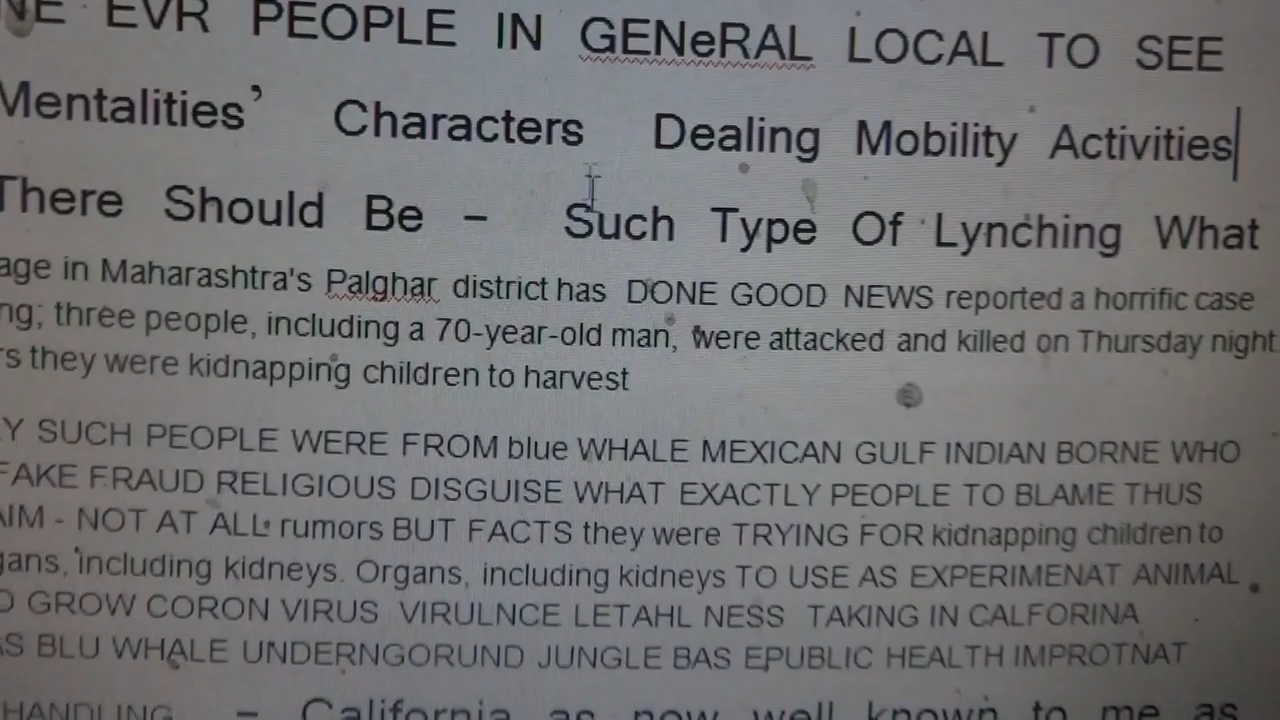 EVR PEOPLE IN GENeRAL LOCAL TO SEE
Mentalities’ Characters Dealing Mobility Activities
There Should Be - Such Type Of Lynching What
age in Maharashtra's Palghar district has DONE GOOD NEWS reported a horrific case
ng; three people, including a 70-year-old man, were attacked and killed on Thursday night
rs they were kidnapping children to harvest
Y SUCH PEOPLE WERE FROM blue WHALE MEXICAN GULF INDIAN BORNE WHO
FAKE FRAUD RELIGIOUS DISGUISE WHAT EXACTLY PEOPLE TO BLAME THUS
AIM - NOT AT ALL rumors BUT FACTS they were TRYING FOR kidnapping children to
gans, including kidneys. Organs, including kidneys TO USE AS EXPERIMENAT ANIMAL
GROW CORON VIRUS VIRULNCE LETAHL NESS TAKING IN CALFORINA
BLU WHALE UNDERNGORUND JUNGLE BAS EPUBLIC HEALTH IMPROTNAT
HANDLING - California as now well known to me as